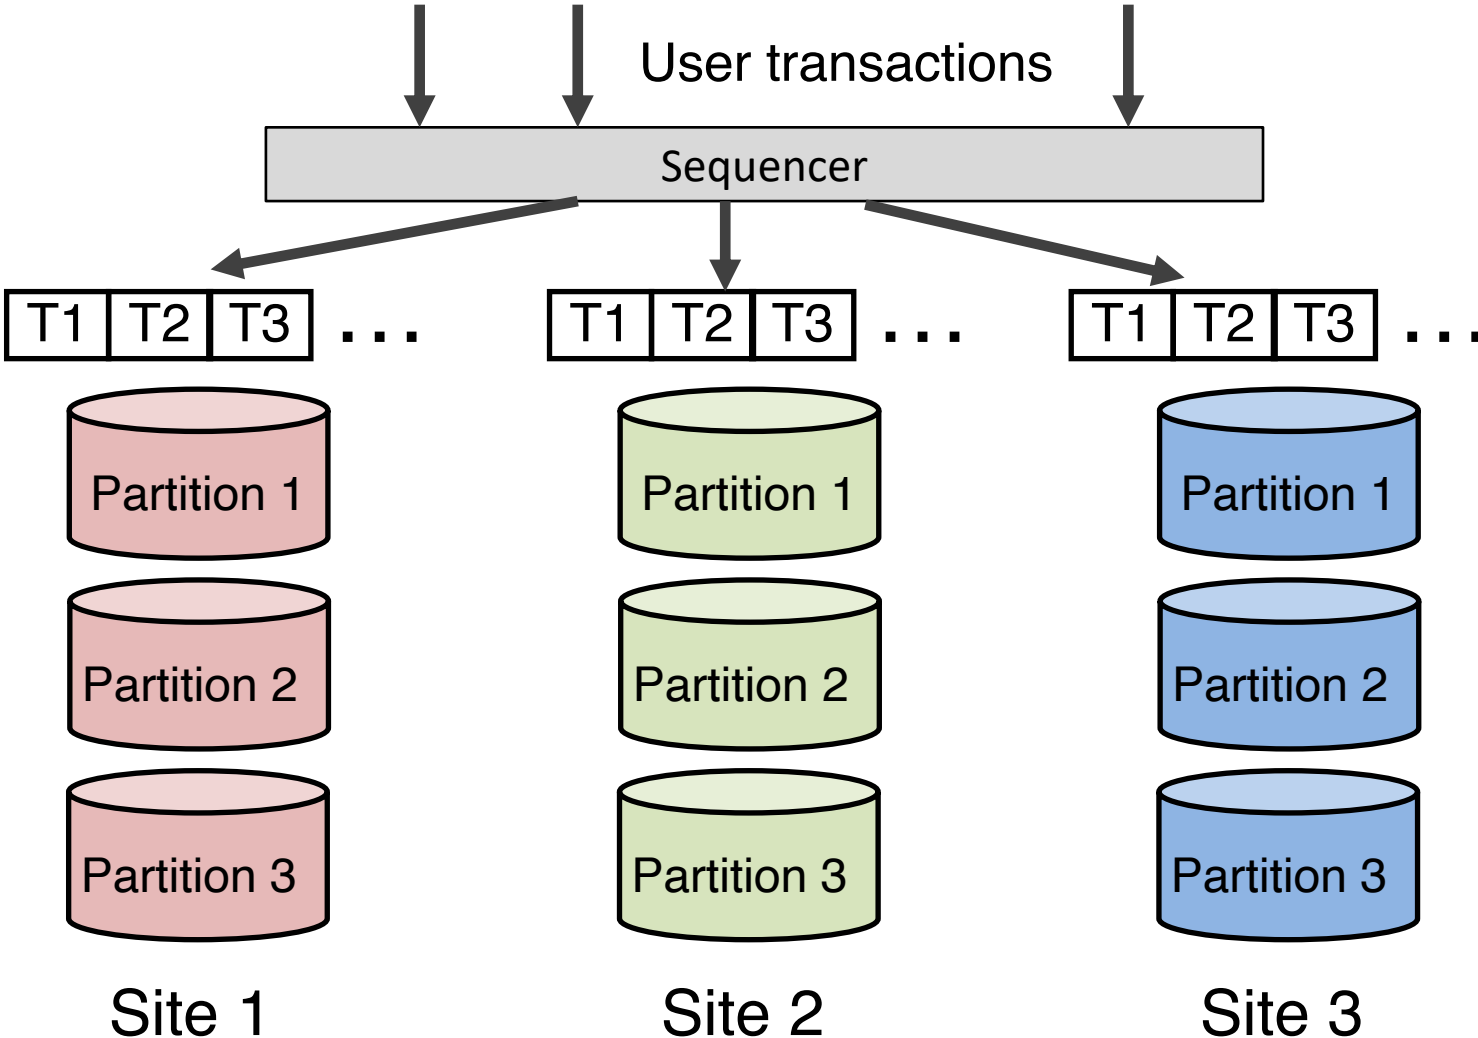 User transactions
Sequencer
T1 T2 T3 ... T1 T2 T3 ... T1 T2 T3 ...
Partition 1 Partition 1 Partition 1
Partition 2 Partition 2 Partition 2
Partition 3 Partition 3 Partition 3
Site 1 Site 2 Site 3